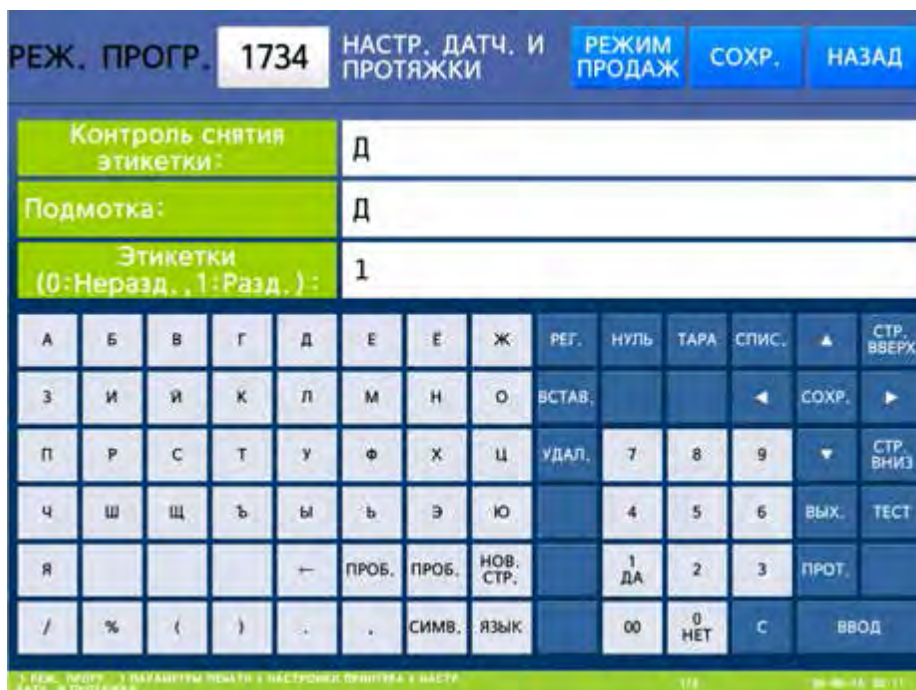 РЕЖ. ПРОГР. 1734 НАСТР. ДАТЧ. И ПРОТЯЖКИ РЕЖИМ ПРОДАЖ СОХР. НАЗАД
Контроль снятия
этикетки: Д
Подмотка: Д
Этикетки
(0:Неразд.,1:Разд.): 1
А Б В Г Д Е Ё Ж РЕГ. НУЛЬ ТАРА СПИС. ▲ СТР. ВВЕРХ
З И Й К Л М Н О ВСТАВ. ◀ СОХР. ▶
П Р С Т У Ф Х Ц УДАЛ. 7 8 9 ▼ СТР. ВНИЗ
Ч Ш Щ Ъ Ы Ь Э Ю 4 5 6 ВЫХ. ТЕСТ
Я ← ПРОБ. ПРОБ. НОВ. СТР. 1 ДА 2 3 ПРОТ.
/ % ( ) . , СИМВ. ЯЗЫК 00 0 НЕТ С ВВОД